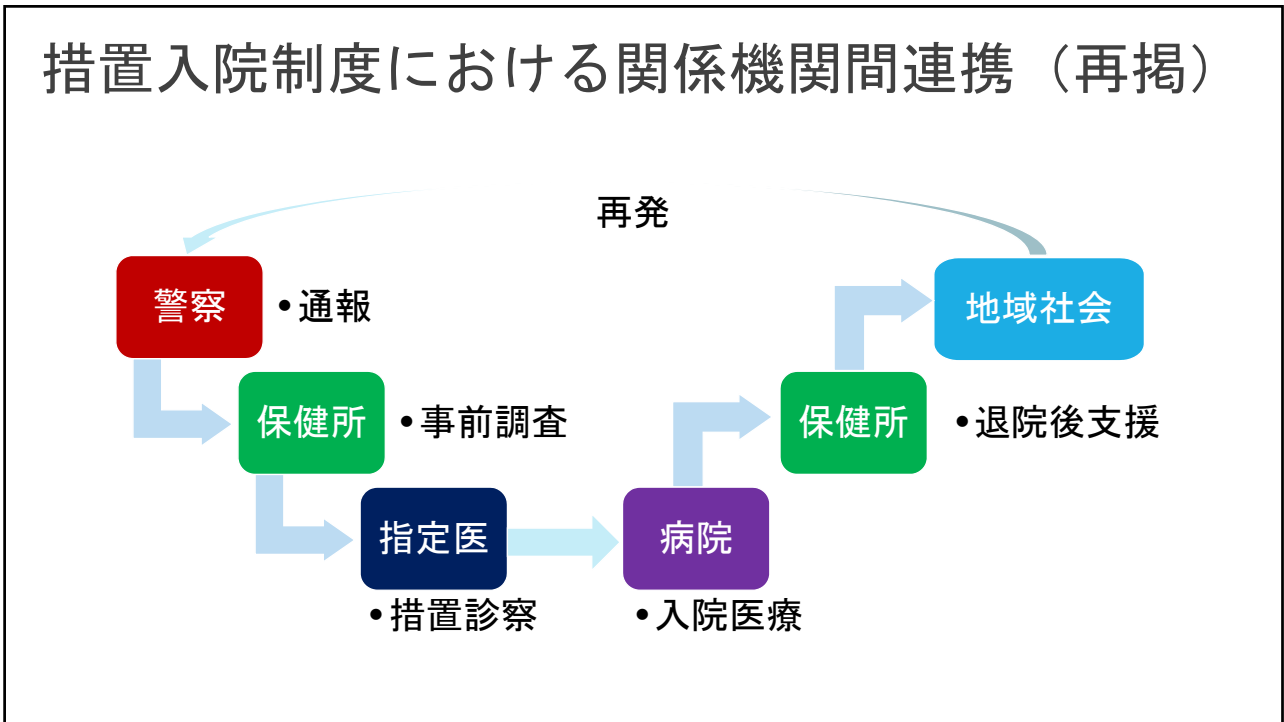 措置入院制度における関係機関間連携（再掲）
再発
警察
•通報
地域社会
保健所
•事前調査
保健所
•退院後支援
指定医
•措置診察
病院
•入院医療